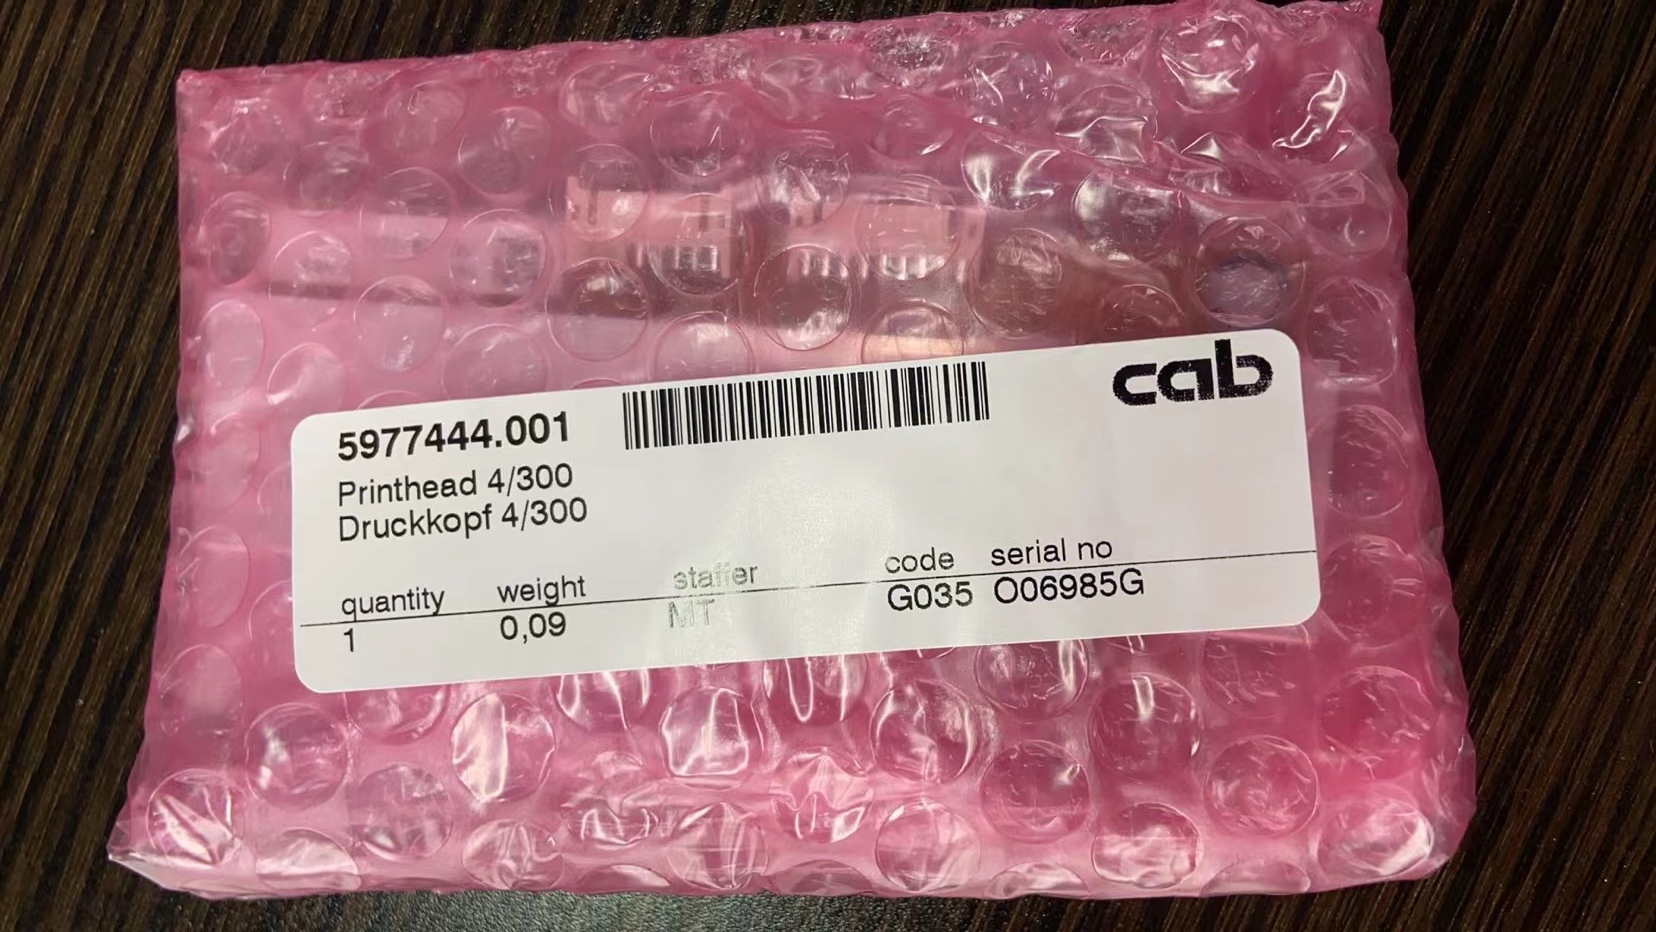 cab
5977444.001
Printhead 4/300
Druckkopf 4/300
quantity weight staffer code serial no
1 0,09 MT G035 O06985G